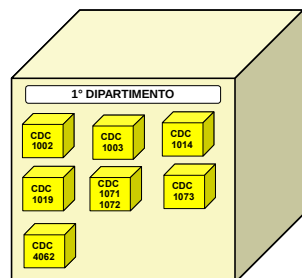 1° DIPARTIMENTO
CDC
1002
CDC
1003
CDC
1014
CDC
1019
CDC
1071
1072
CDC
1073
CDC
4062